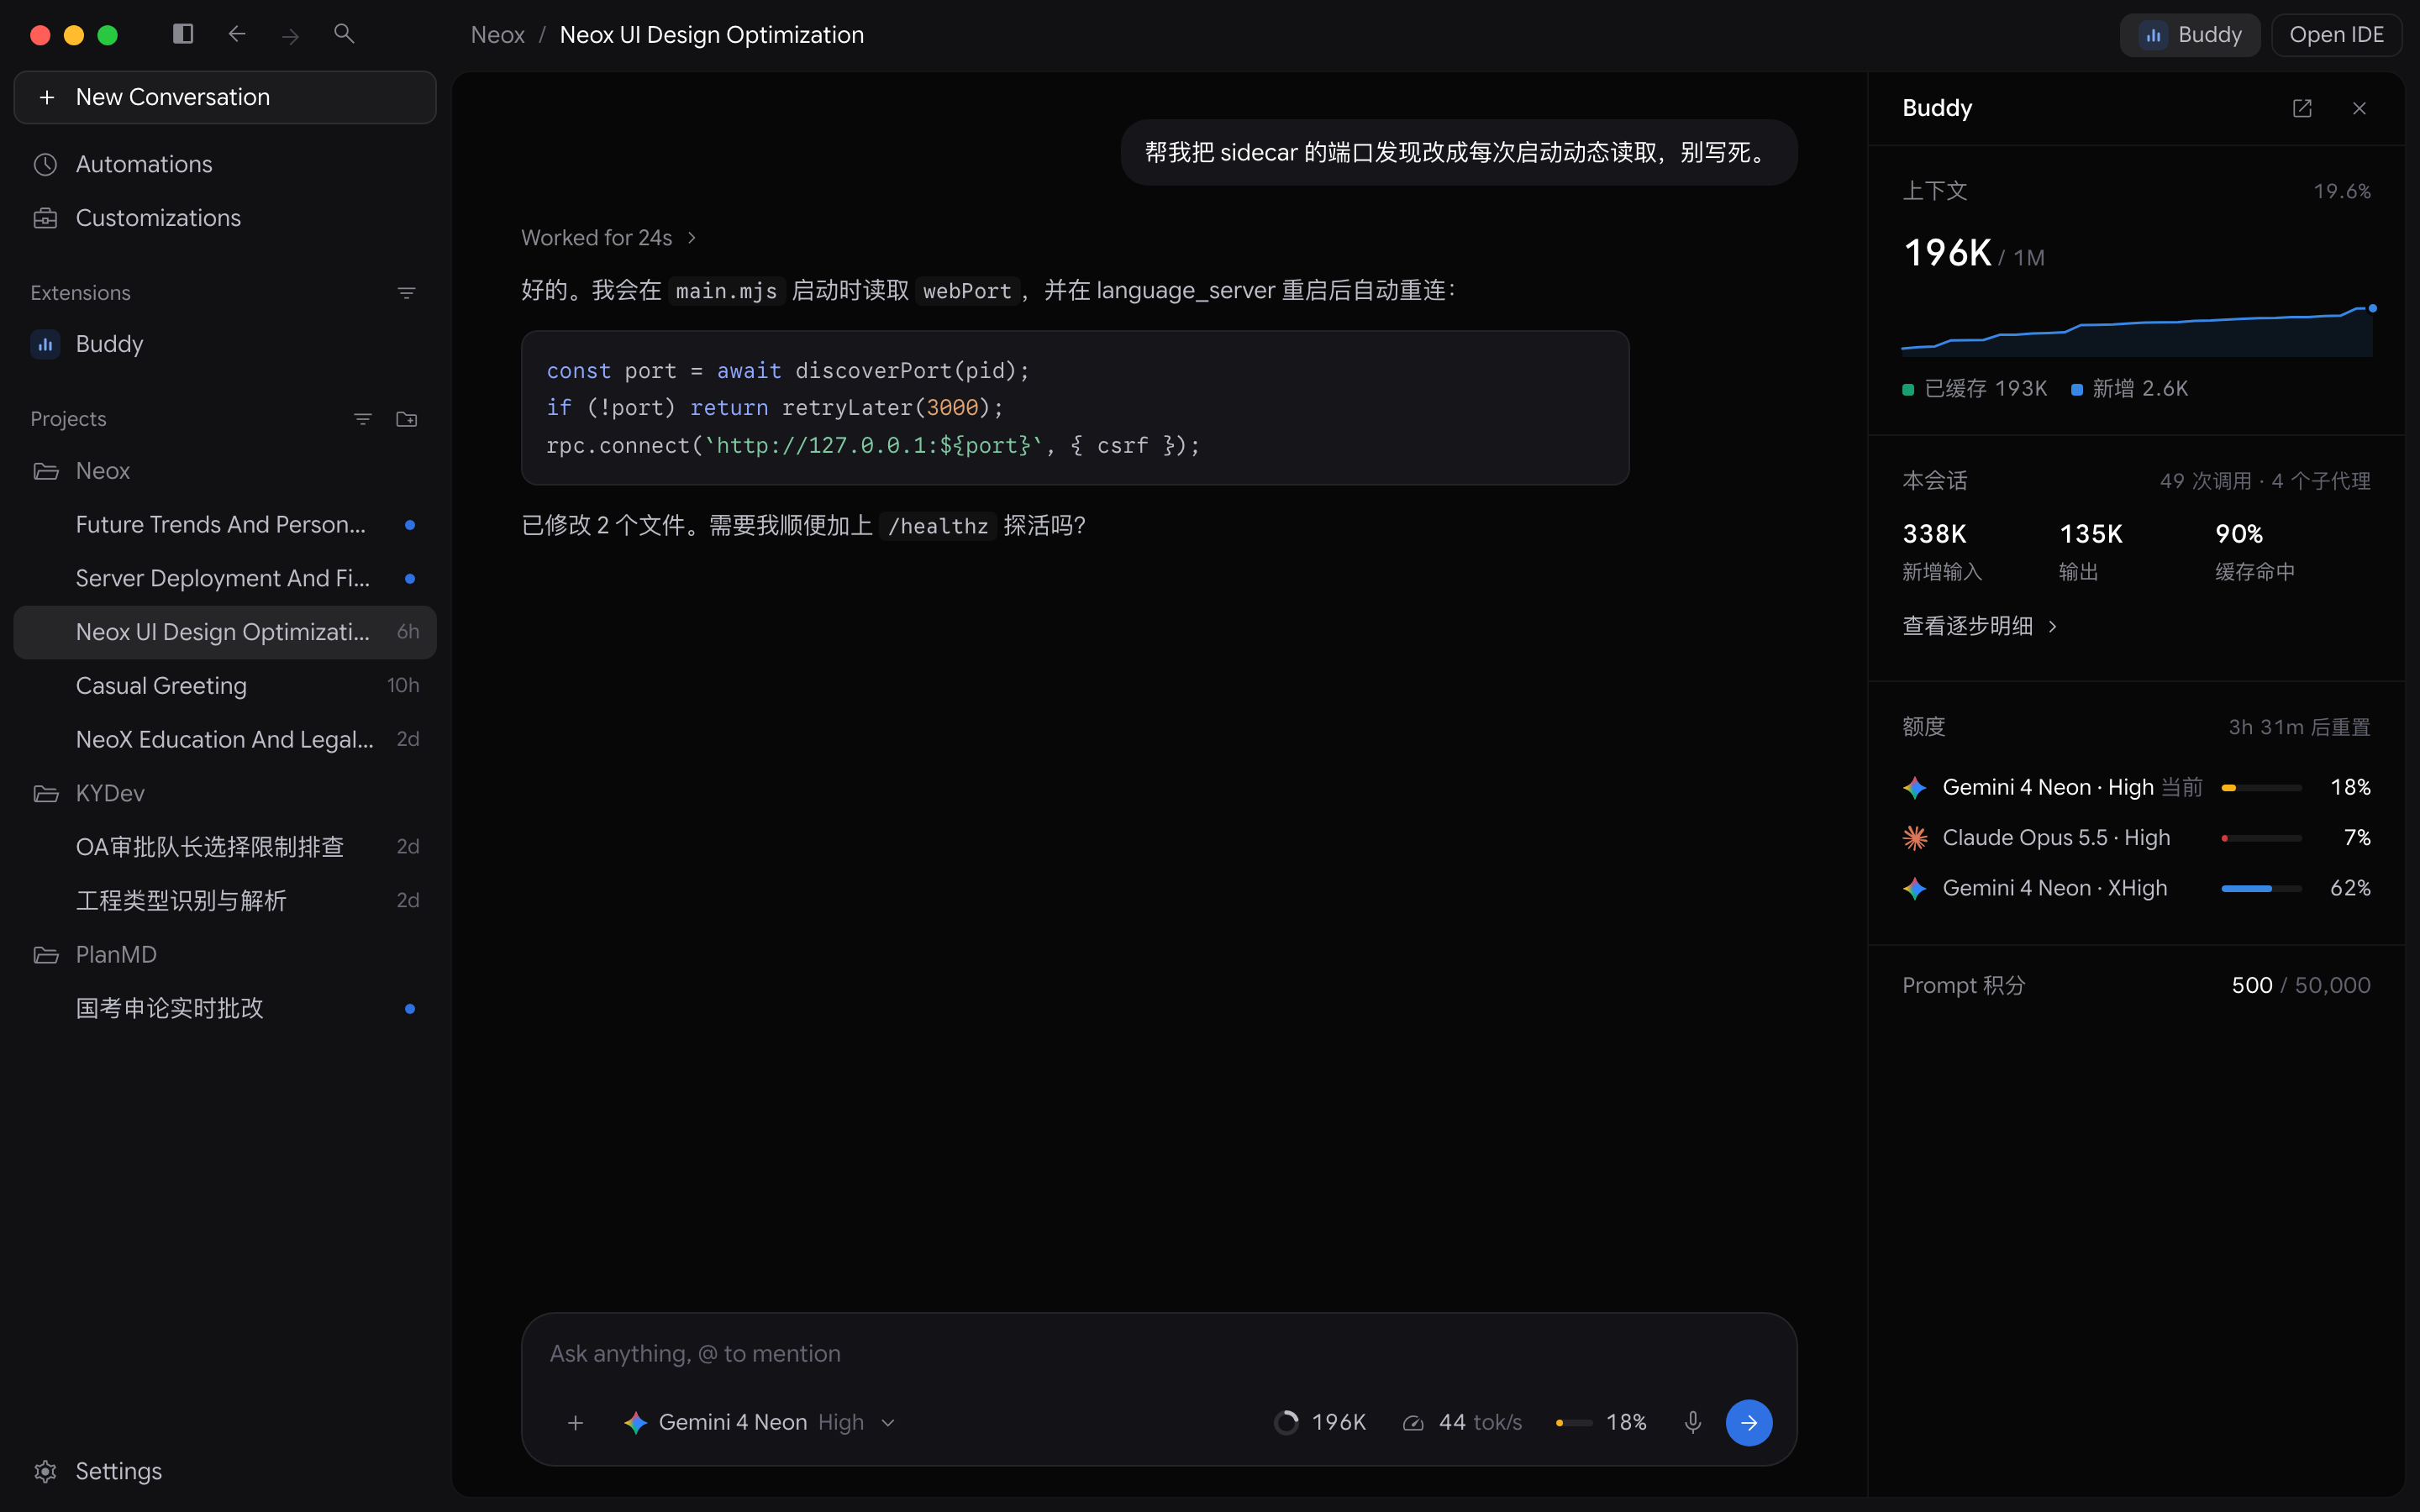 Neox / Neox UI Design Optimization
Buddy
Open IDE
New Conversation
Automations
Customizations
Extensions
Buddy
Projects
Neox
Future Trends And Person...
Server Deployment And Fi...
Neox UI Design Optimizati... 6h
Casual Greeting 10h
NeoX Education And Legal... 2d
KYDev
OA审批队长选择限制排查 2d
工程类型识别与解析 2d
PlanMD
国考申论实时批改
Settings
帮我把 sidecar 的端口发现改成每次启动动态读取，别写死。
Worked for 24s
好的。我会在 main.mjs 启动时读取 webPort，并在 language_server 重启后自动重连：
const port = await discoverPort(pid);
if (!port) return retryLater(3000);
rpc.connect(`http://127.0.0.1:${port}`, { csrf });
已修改 2 个文件。需要我顺便加上 /healthz 探活吗？
Ask anything, @ to mention
Gemini 4 Neon High
196K
44 tok/s
18%
Buddy
上下文 19.6%
196K / 1M
已缓存 193K 新增 2.6K
本会话 49 次调用 · 4 个子代理
338K 135K 90%
新增输入 输出 缓存命中
查看逐步明细
额度 3h 31m 后重置
Gemini 4 Neon · High 当前 18%
Claude Opus 5.5 · High 7%
Gemini 4 Neon · XHigh 62%
Prompt 积分 500 / 50,000